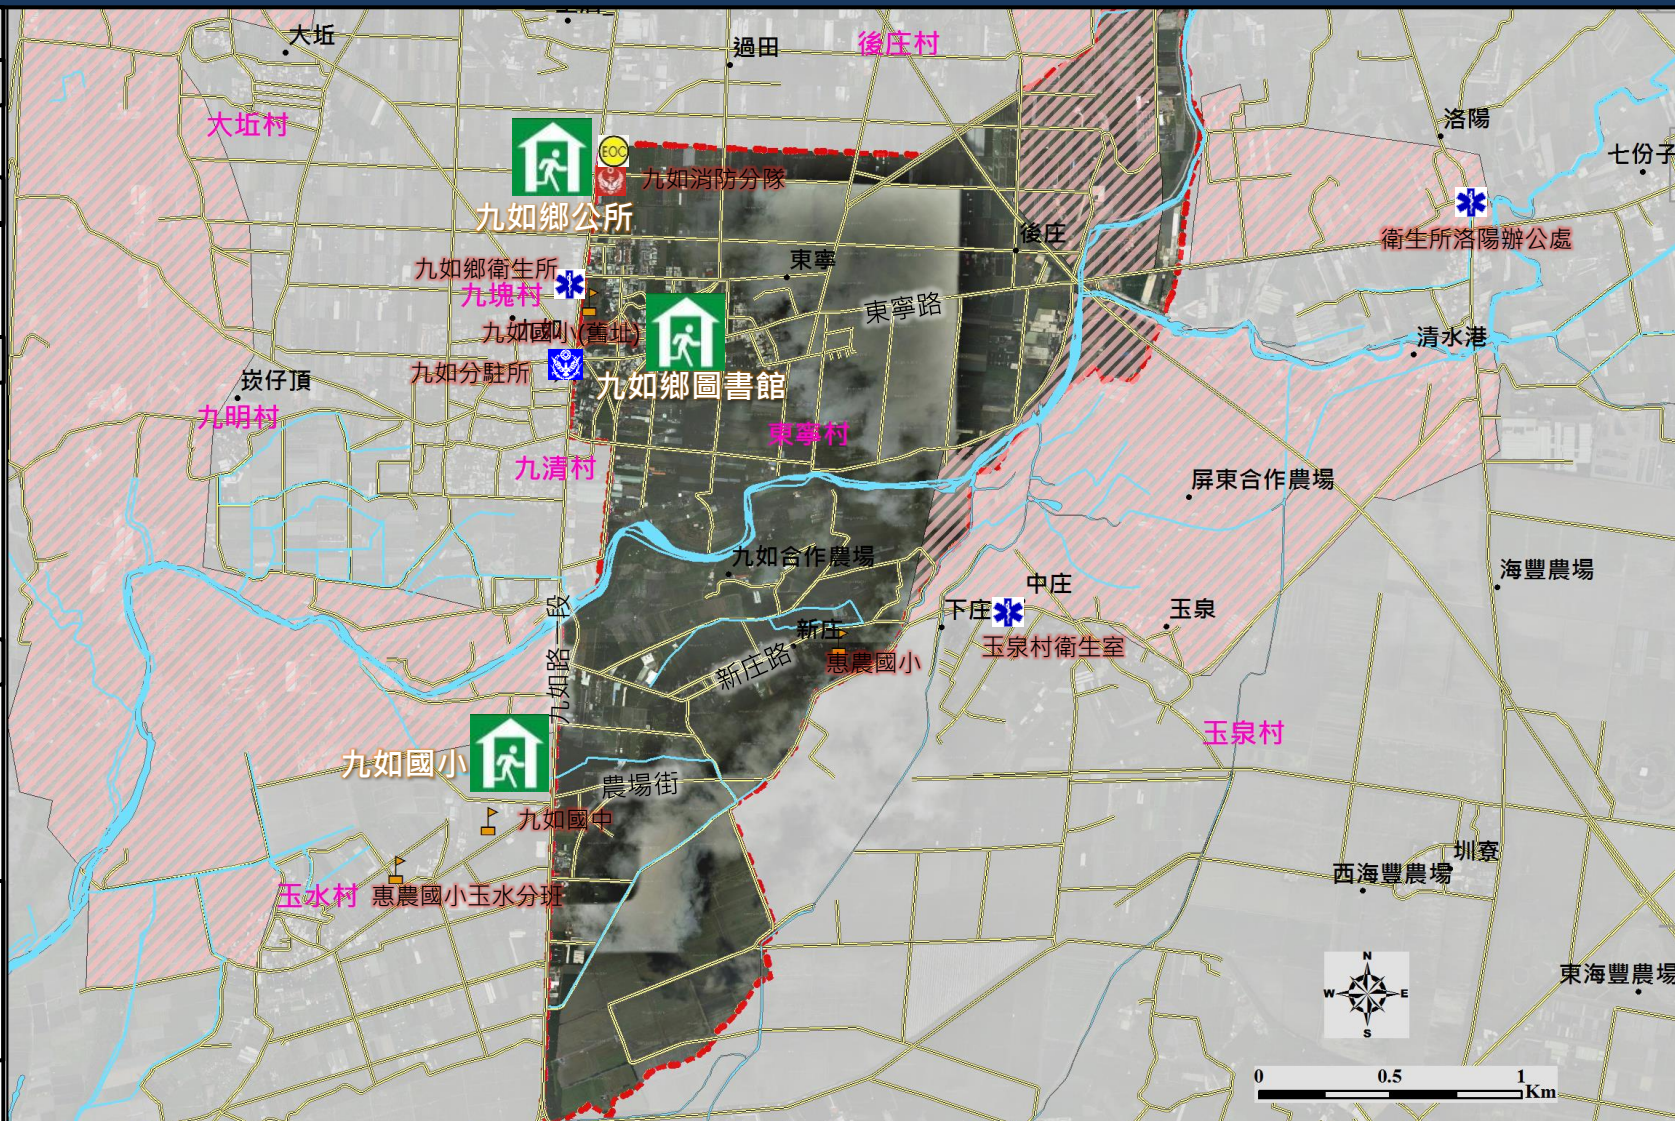 大坵
過田
後庄村
大坵村
洛陽
七份子
EOC
九如消防分隊
九如鄉公所
後庄
衛生所洛陽辦公處
東寧
九如鄉衛生所
九塊村
東寧路
九如國小(舊址)
清水港
九如分駐所
崁仔頂
九如鄉圖書館
九明村
東寧村
九清村
屏東合作農場
九如合作農場
海豐農場
中庄
下庄
玉泉
九如路一段
新庄
玉泉村衛生室
惠農國小
新庄路
玉泉村
九如國小
農場街
九如國中
圳寮
西海豐農場
玉水村
惠農國小玉水分班
東海豐農場
N
W
E
S
0
0.5
1
Km